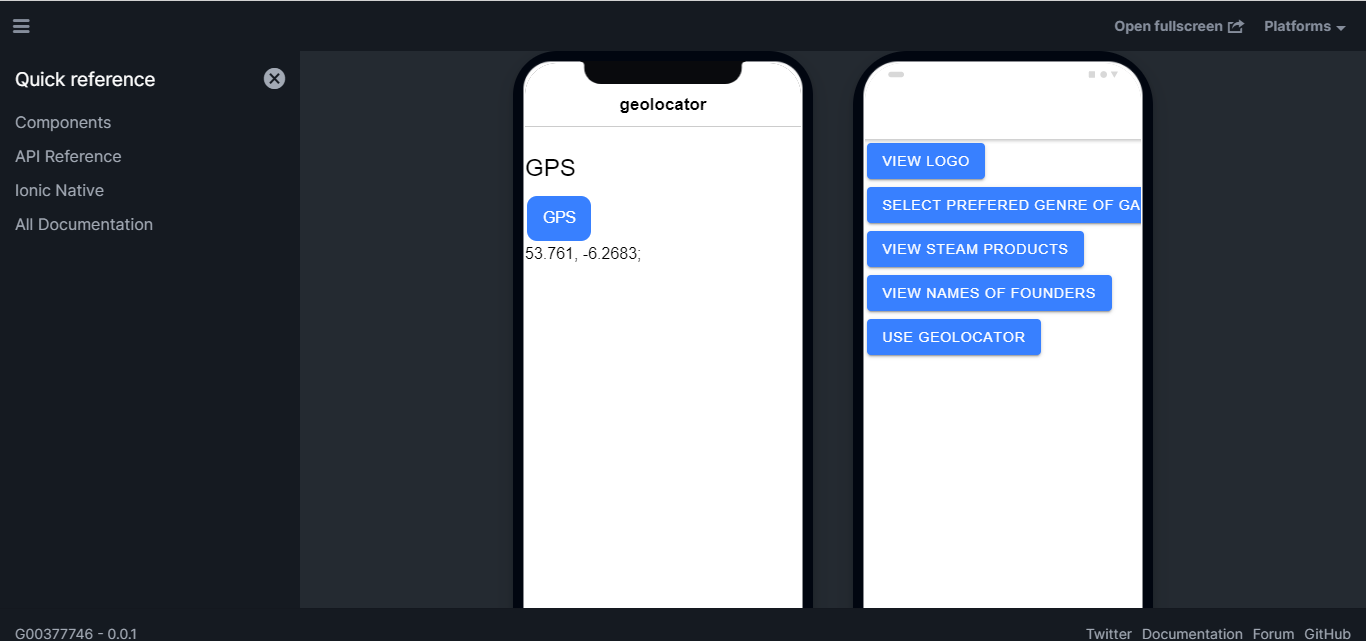 Open fullscreen
Platforms
Quick reference
Components
API Reference
Ionic Native
All Documentation
geolocator
GPS
GPS
53.761, -6.2683;
VIEW LOGO
SELECT PREFERED GENRE OF GA
VIEW STEAM PRODUCTS
VIEW NAMES OF FOUNDERS
USE GEOLOCATOR
G00377746 - 0.0.1
Twitter Documentation Forum GitHub